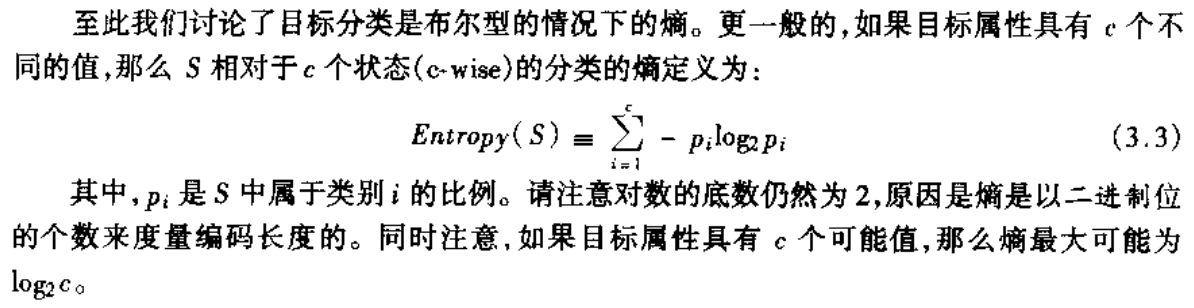 至此我们讨论了目标分类是布尔型的情况下的熵。更一般的,如果目标属性具有 c 个不
同的值,那么 S 相对于 c 个状态(c-wise)的分类的熵定义为:
Entropy(S) ≡ ∑_{i=1}^{c} - p_i log_2 p_i (3.3)
其中, p_i 是 S 中属于类别 i 的比例。请注意对数的底数仍然为 2,原因是熵是以二进制位
的个数来度量编码长度的。同时注意,如果目标属性具有 c 个可能值,那么熵最大可能为
log_2 c。